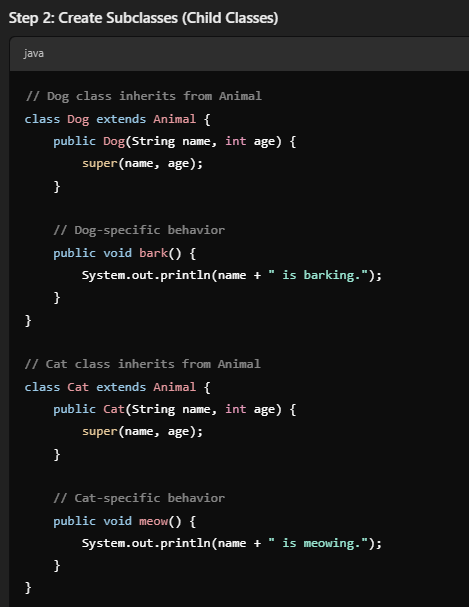 Step 2: Create Subclasses (Child Classes)
java
// Dog class inherits from Animal
class Dog extends Animal {
    public Dog(String name, int age) {
        super(name, age);
    }
    // Dog-specific behavior
    public void bark() {
        System.out.println(name + " is barking.");
    }
}
// Cat class inherits from Animal
class Cat extends Animal {
    public Cat(String name, int age) {
        super(name, age);
    }
    // Cat-specific behavior
    public void meow() {
        System.out.println(name + " is meowing.");
    }
}